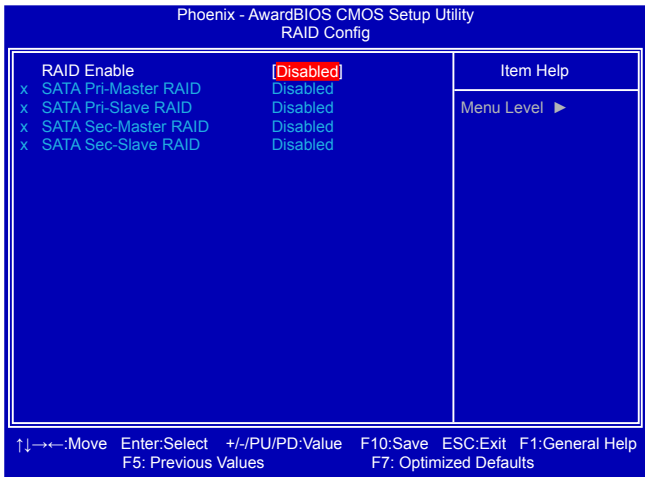 Phoenix - AwardBIOS CMOS Setup Utility
RAID Config
RAID Enable [Disabled]
x SATA Pri-Master RAID Disabled
x SATA Pri-Slave RAID Disabled
x SATA Sec-Master RAID Disabled
x SATA Sec-Slave RAID Disabled
Item Help
Menu Level ►
↑↓→←:Move Enter:Select +/-/PU/PD:Value F10:Save ESC:Exit F1:General Help
F5: Previous Values F7: Optimized Defaults